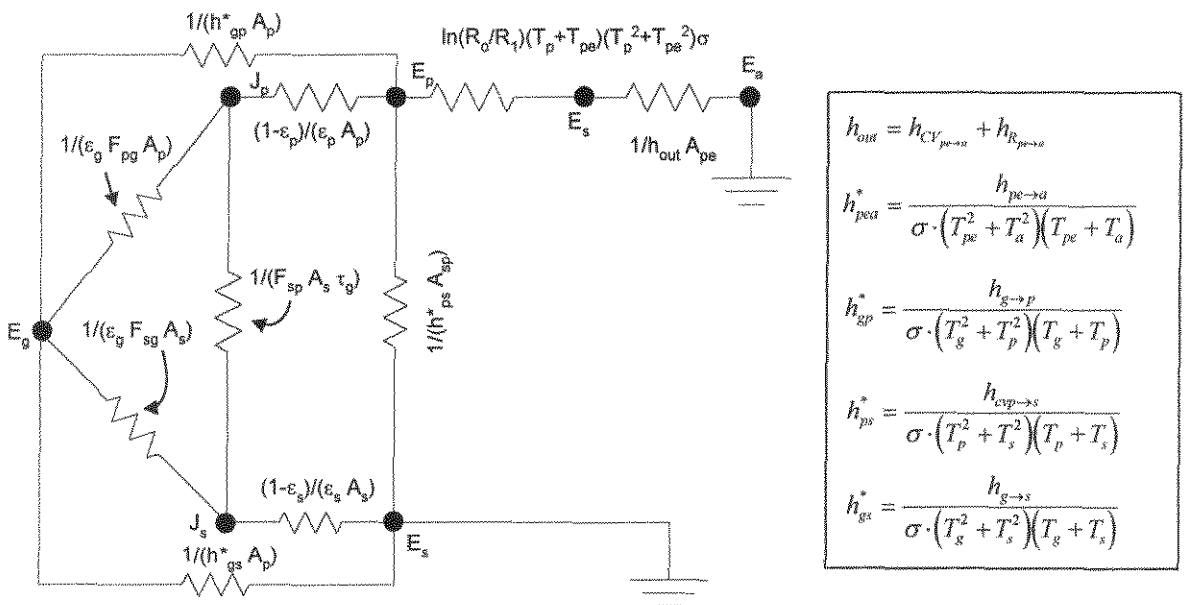 1/(h*gp Ap)
ln(Ro/R1)(Tp+Tpe)(Tp²+Tpe²)σ
Jp
Ep
Ea
(1-εp)/(εp Ap)
Es
1/hout Ape
1/(εg Fpg Ap)
1/(Fsp As τg)
1/(h*ps Asp)
Eg
1/(εg Fsg As)
(1-εs)/(εs As)
Js
Es
1/(h*gs Ap)
hout = hCVpe→a + hRpe→a
h*pea = hpe→a / σ·(Tpe² + Ta²)(Tpe + Ta)
h*gp = hg→p / σ·(Tg² + Tp²)(Tg + Tp)
h*ps = hcvp→s / σ·(Tp² + Ts²)(Tp + Ts)
h*gs = hg→s / σ·(Tg² + Ts²)(Tg + Ts)